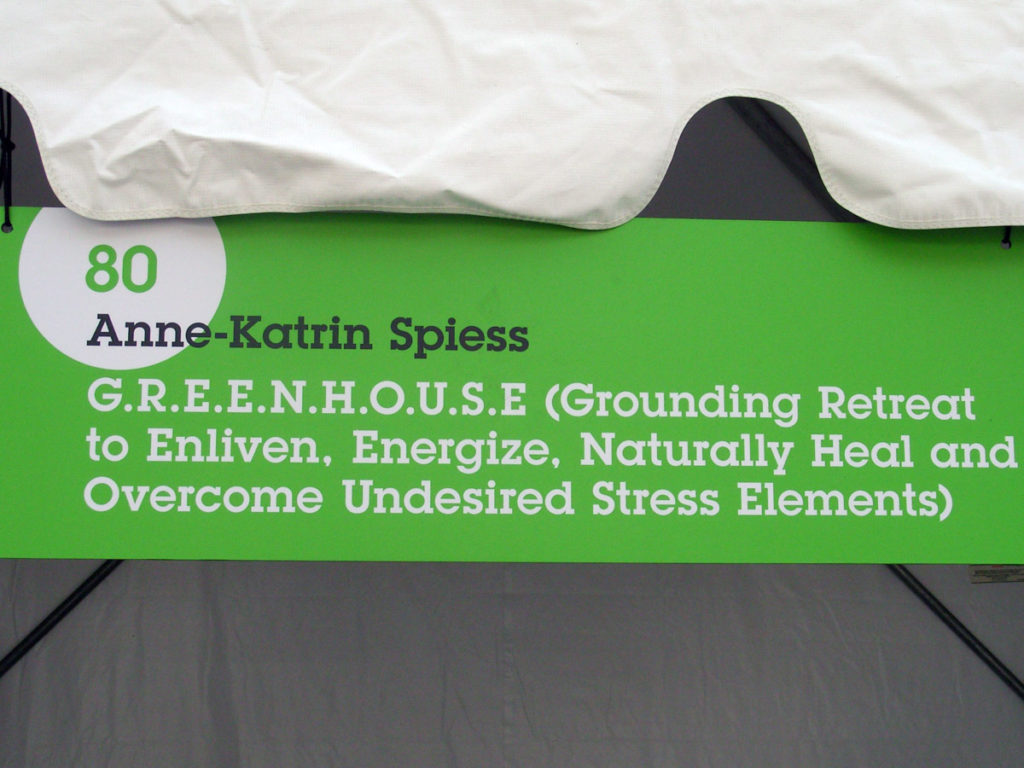 80
Anne-Katrin Spiess
G.R.E.E.N.H.O.U.S.E (Grounding Retreat
to Enliven, Energize, Naturally Heal and
Overcome Undesired Stress Elements)